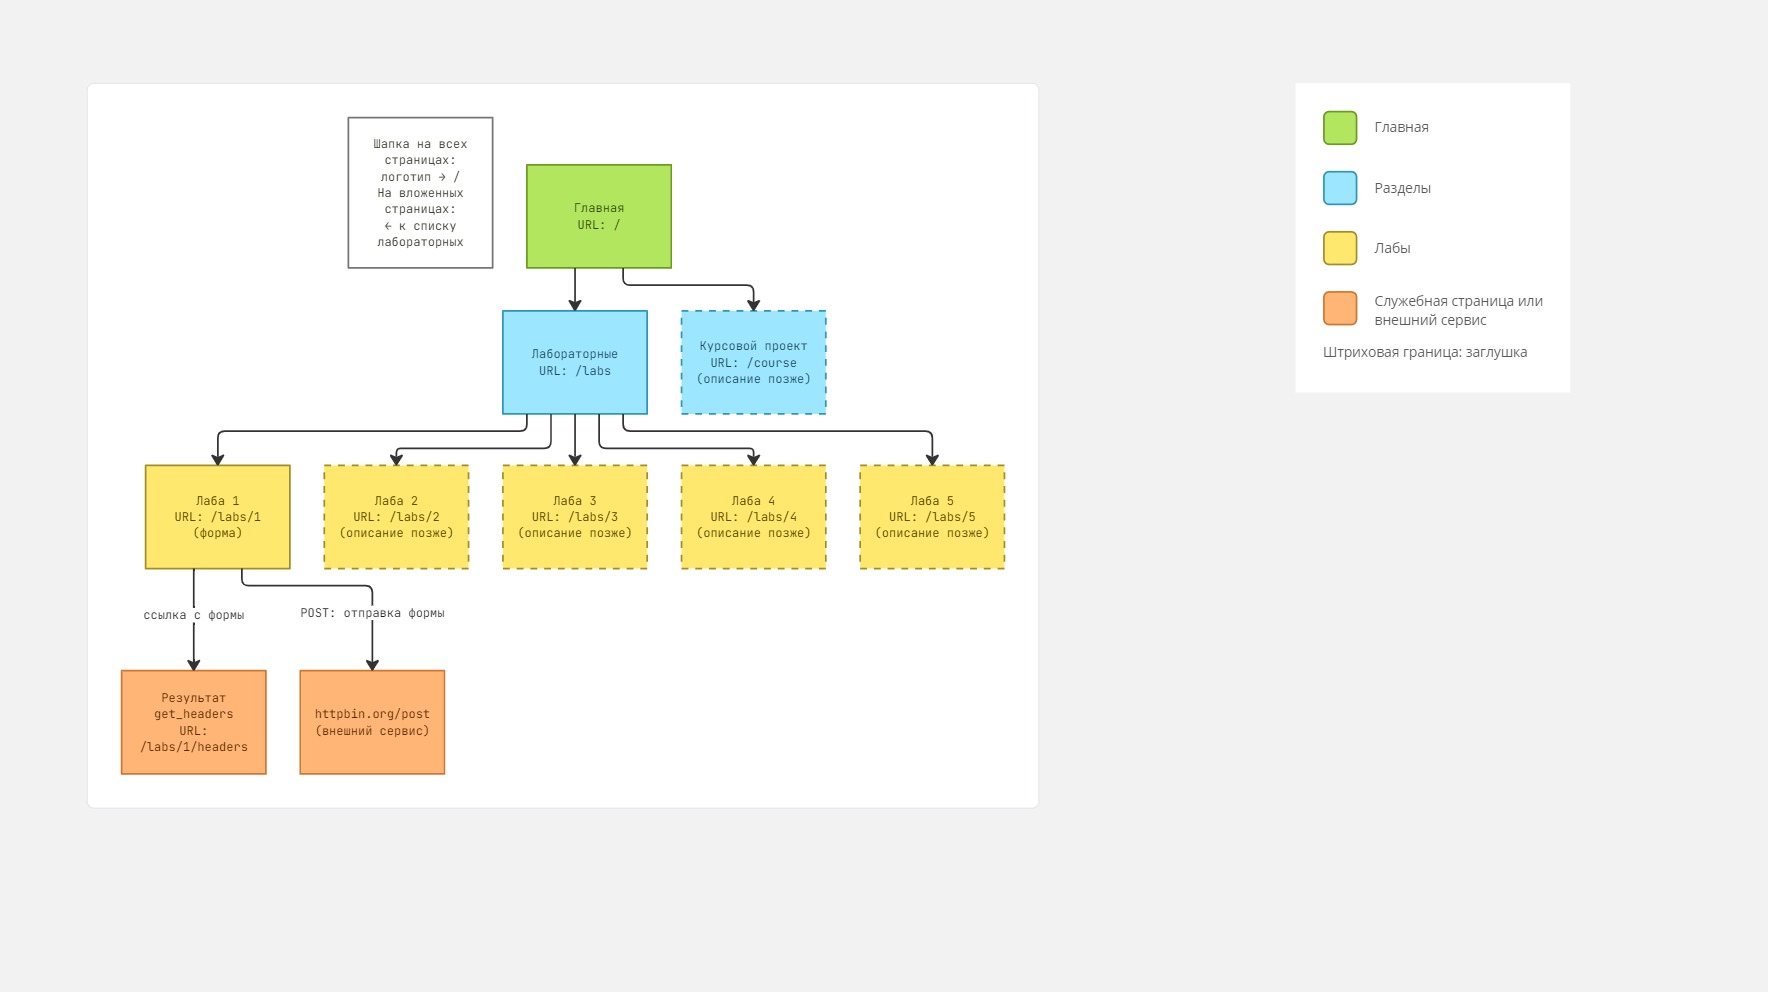 Шапка на всех
страницах:
логотип → /
На вложенных
страницах:
← к списку
лабораторных
Главная
URL: /
Лабораторные
URL: /labs
Курсовой проект
URL: /course
(описание позже)
Лаба 1
URL: /labs/1
(форма)
Лаба 2
URL: /labs/2
(описание позже)
Лаба 3
URL: /labs/3
(описание позже)
Лаба 4
URL: /labs/4
(описание позже)
Лаба 5
URL: /labs/5
(описание позже)
ссылка с формы
POST: отправка формы
Результат
get_headers
URL:
/labs/1/headers
httpbin.org/post
(внешний сервис)
Главная
Разделы
Лабы
Служебная страница или
внешний сервис
Штриховая граница: заглушка